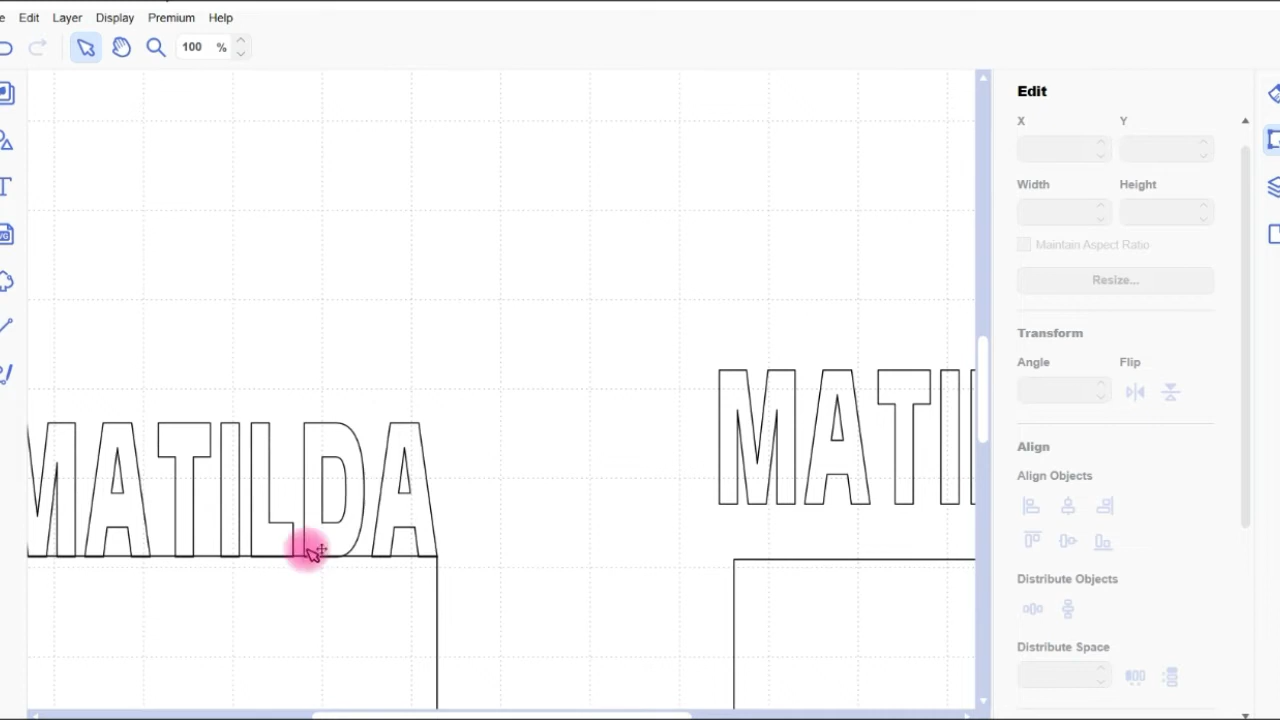 Edit Layer Display Premium Help
100 %
Edit
X Y
Width Height
Maintain Aspect Ratio
Resize...
Transform
Angle Flip
Align
Align Objects
Distribute Objects
Distribute Space
MATILDA
MATIL